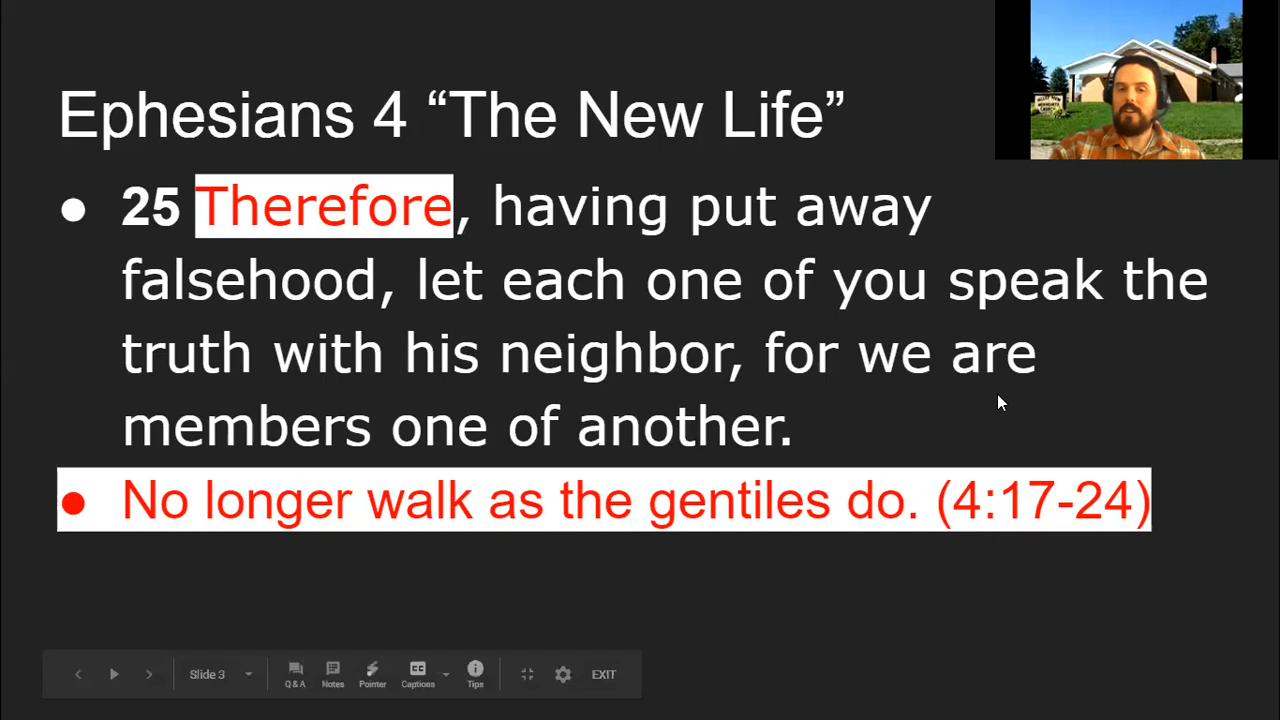 Ephesians 4 “The New Life”
● 25 Therefore, having put away
falsehood, let each one of you speak the
truth with his neighbor, for we are
members one of another.
● No longer walk as the gentiles do. (4:17-24)
Slide 3
Q & A
Notes
Pointer
Captions
Tips
EXIT